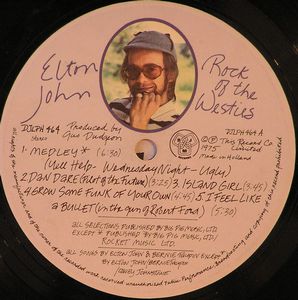 Elton
John
Rock of the
Westies
DJLPH 464
Stereo
Produced by
Gus Dudgeon
℗ © This Record Co
1975 Limited
Made in Holland
DJLPH 464 A
1. MEDLEY* (6:30)
(Yell Help - Wednesday Night - Ugly)
2. DAN DARE (Pilot of the Future) (3:25) 3. ISLAND GIRL (3:45)
4. GROW SOME FUNK OF YOUR OWN (4:45) 5. I FEEL LIKE
A BULLET (in the gun of Robert Ford) (5:30)
ALL SELECTIONS PUBLISHED BY BIG PIG MUSIC, LTD/
EXCEPT * PUBLISHED BY BIG PIG MUSIC, LTD/
ROCKET MUSIC LTD.
ALL SONGS BY ELTON JOHN & BERNIE TAUPIN EXCEPT*
BY ELTON JOHN/BERNIE TAUPIN
/DAVEY JOHNSTONE